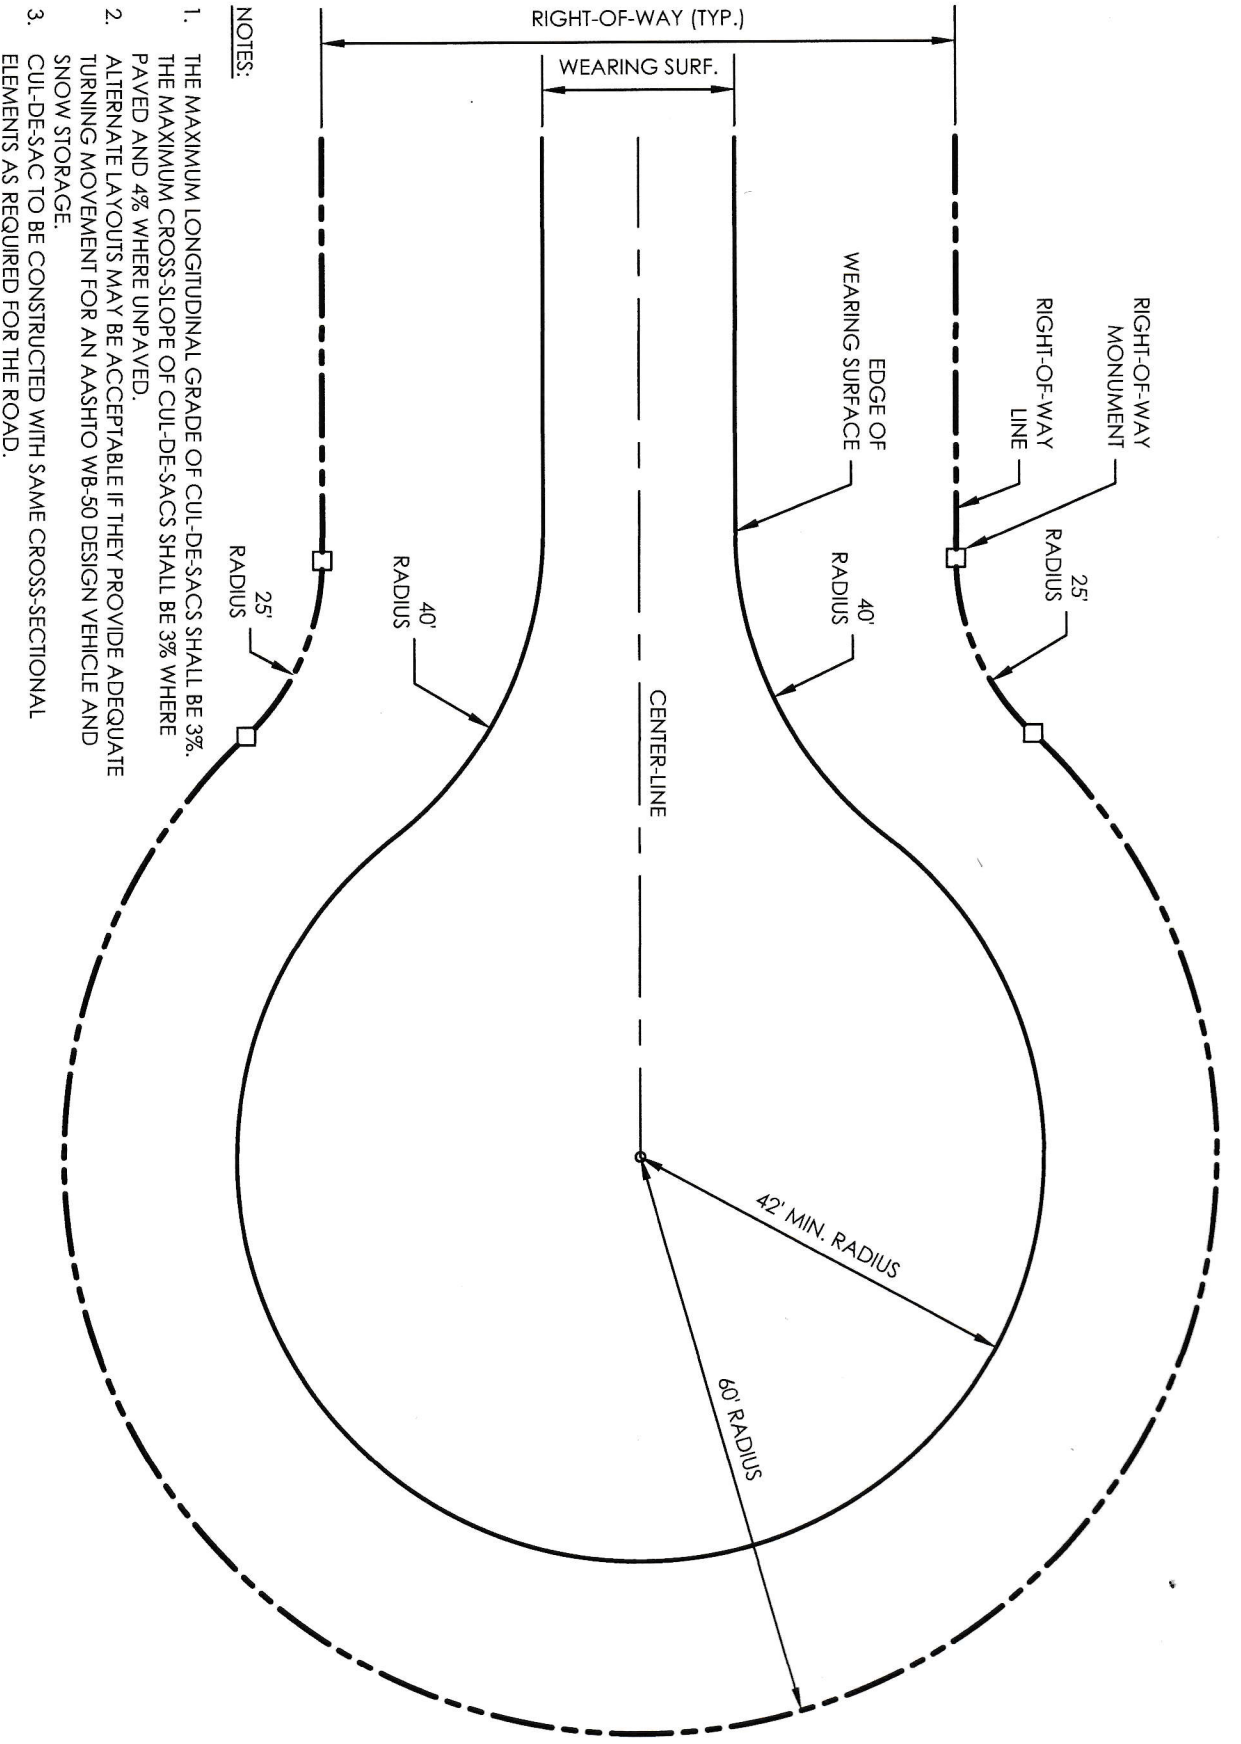 RIGHT-OF-WAY (TYP.)
WEARING SURF.
RIGHT-OF-WAY
MONUMENT
RIGHT-OF-WAY
LINE
EDGE OF
WEARING SURFACE
25'
RADIUS
40'
RADIUS
CENTER-LINE
40'
RADIUS
25'
RADIUS
42' MIN. RADIUS
60' RADIUS
NOTES:
1. THE MAXIMUM LONGITUDINAL GRADE OF CUL-DE-SACS SHALL BE 3%.
THE MAXIMUM CROSS-SLOPE OF CUL-DE-SACS SHALL BE 3% WHERE
PAVED AND 4% WHERE UNPAVED.
2. ALTERNATE LAYOUTS MAY BE ACCEPTABLE IF THEY PROVIDE ADEQUATE
TURNING MOVEMENT FOR AN AASHTO WB-50 DESIGN VEHICLE AND
SNOW STORAGE.
3. CUL-DE-SAC TO BE CONSTRUCTED WITH SAME CROSS-SECTIONAL
ELEMENTS AS REQUIRED FOR THE ROAD.